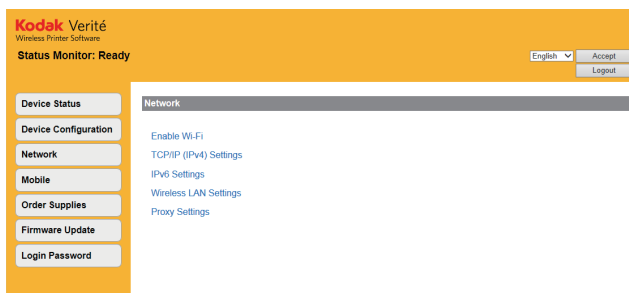 Kodak Verité
Wireless Printer Software
Status Monitor: Ready
English
Accept
Logout
Device Status
Device Configuration
Network
Mobile
Order Supplies
Firmware Update
Login Password
Network
Enable Wi-Fi
TCP/IP (IPv4) Settings
IPv6 Settings
Wireless LAN Settings
Proxy Settings